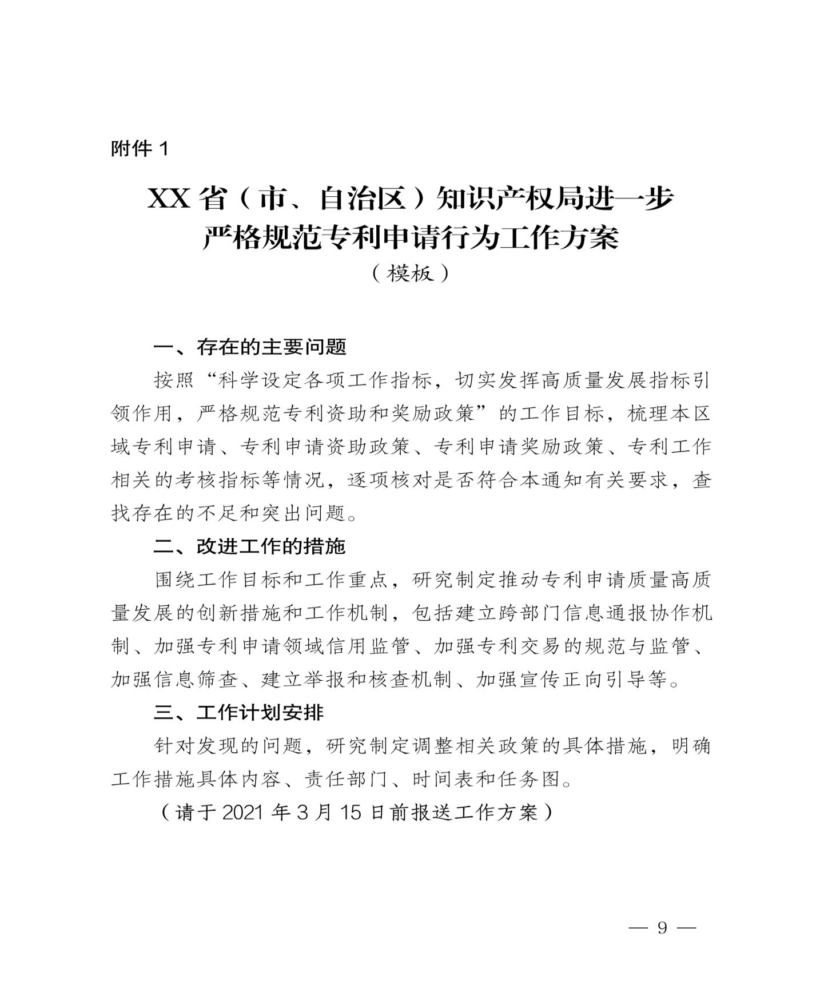 附件 1
XX 省（市、自治区）知识产权局进一步
严格规范专利申请行为工作方案
（模板）
一、存在的主要问题
按照“科学设定各项工作指标，切实发挥高质量发展指标引
领作用，严格规范专利资助和奖励政策”的工作目标，梳理本区
域专利申请、专利申请资助政策、专利申请奖励政策、专利工作
相关的考核指标等情况，逐项核对是否符合本通知有关要求，查
找存在的不足和突出问题。
二、改进工作的措施
围绕工作目标和工作重点，研究制定推动专利申请质量高质
量发展的创新措施和工作机制，包括建立跨部门信息通报协作机
制、加强专利申请领域信用监管、加强专利交易的规范与监管、
加强信息筛查、建立举报和核查机制、加强宣传正向引导等。
三、工作计划安排
针对发现的问题，研究制定调整相关政策的具体措施，明确
工作措施具体内容、责任部门、时间表和任务图。
（请于 2021 年 3 月 15 日前报送工作方案）
— 9 —